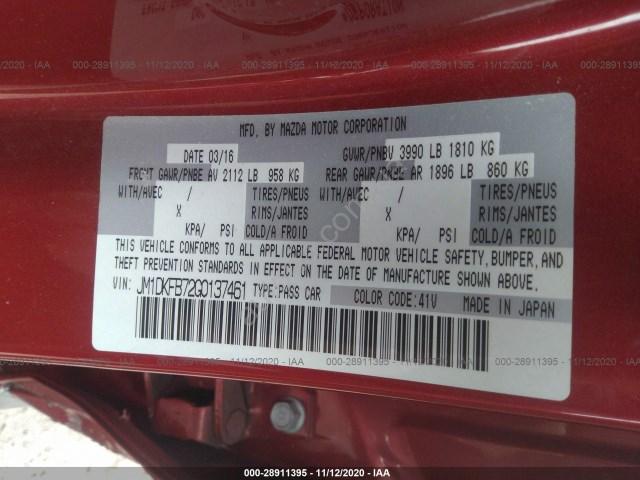 000-28911395 - 11/12/2020 - IAA
MFD. BY MAZDA MOTOR CORPORATION
DATE 03/16
GVWR/PNBV 3990 LB 1810 KG
FRONT GAWR/PNBE AV 2112 LB 958 KG
REAR GAWR/PNBE AR 1896 LB 860 KG
WITH/AVEC
TIRES/PNEUS
WITH/AVEC
TIRES/PNEUS
X
RIMS/JANTES
X
RIMS/JANTES
KPA/ PSI COLD/A FROID
KPA/ PSI COLD/A FROID
THIS VEHICLE CONFORMS TO ALL APPLICABLE FEDERAL MOTOR VEHICLE SAFETY, BUMPER, AND
THEFT PREVENTION STANDARDS IN EFFECT ON THE DATE OF MANUFACTURE SHOWN ABOVE.
VIN: JM1DKFB72G0137461 TYPE:PASS CAR
COLOR CODE:41V
MADE IN JAPAN
000-28911395 - 11/12/2020 - IAA